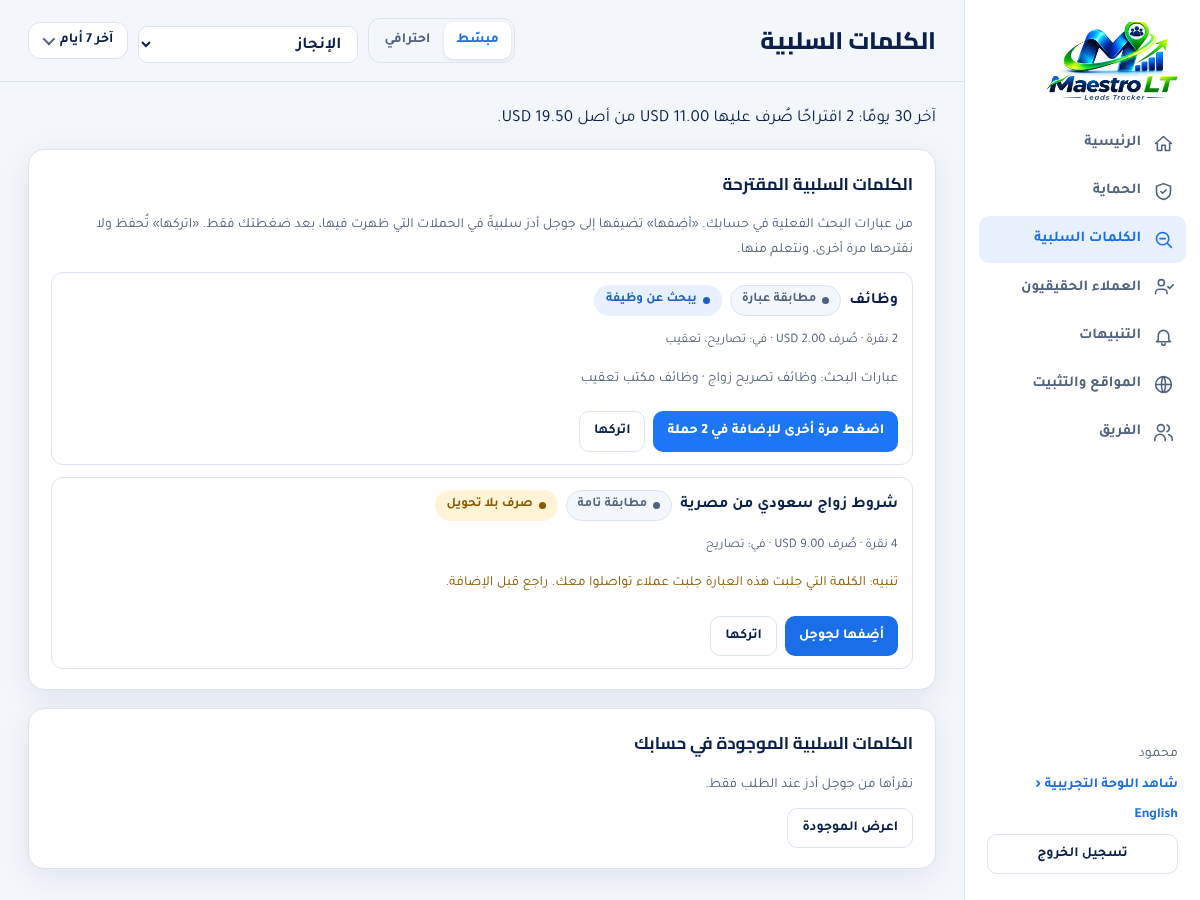 Maestro LT
Leads Tracker
الرئيسية
الحماية
الكلمات السلبية
العملاء الحقيقيون
التنبيهات
المواقع والتثبيت
الفريق
محمود
شاهد اللوحة التجريبية ‹
English
تسجيل الخروج
الكلمات السلبية
مبسّط
احترافي
الإنجاز
آخر 7 أيام
آخر 30 يومًا: 2 اقتراحًا صُرف عليها 11.00 USD من أصل 19.50 USD.
الكلمات السلبية المقترحة
من عبارات البحث الفعلية في حسابك. «أضِفها» تضيفها إلى جوجل أدز سلبيةً في الحملات التي ظهرت فيها، بعد ضغطتك فقط. «اتركها» تُحفظ ولا
نقترحها مرة أخرى، ونتعلم منها.
وظائف
مطابقة عبارة
يبحث عن وظيفة
2 نقرة · صُرف 2.00 USD · في: تصاريح، تعقيب
عبارات البحث: وظائف تصريح زواج · وظائف مكتب تعقيب
اضغط مرة أخرى للإضافة في 2 حملة
اتركها
شروط زواج سعودي من مصرية
مطابقة تامة
صرف بلا تحويل
4 نقرة · صُرف 9.00 USD · في: تصاريح
تنبيه: الكلمة التي جلبت هذه العبارة جلبت عملاء تواصلوا معك. راجع قبل الإضافة.
أضِفها لجوجل
اتركها
الكلمات السلبية الموجودة في حسابك
نقرأها من جوجل أدز عند الطلب فقط.
اعرض الموجودة